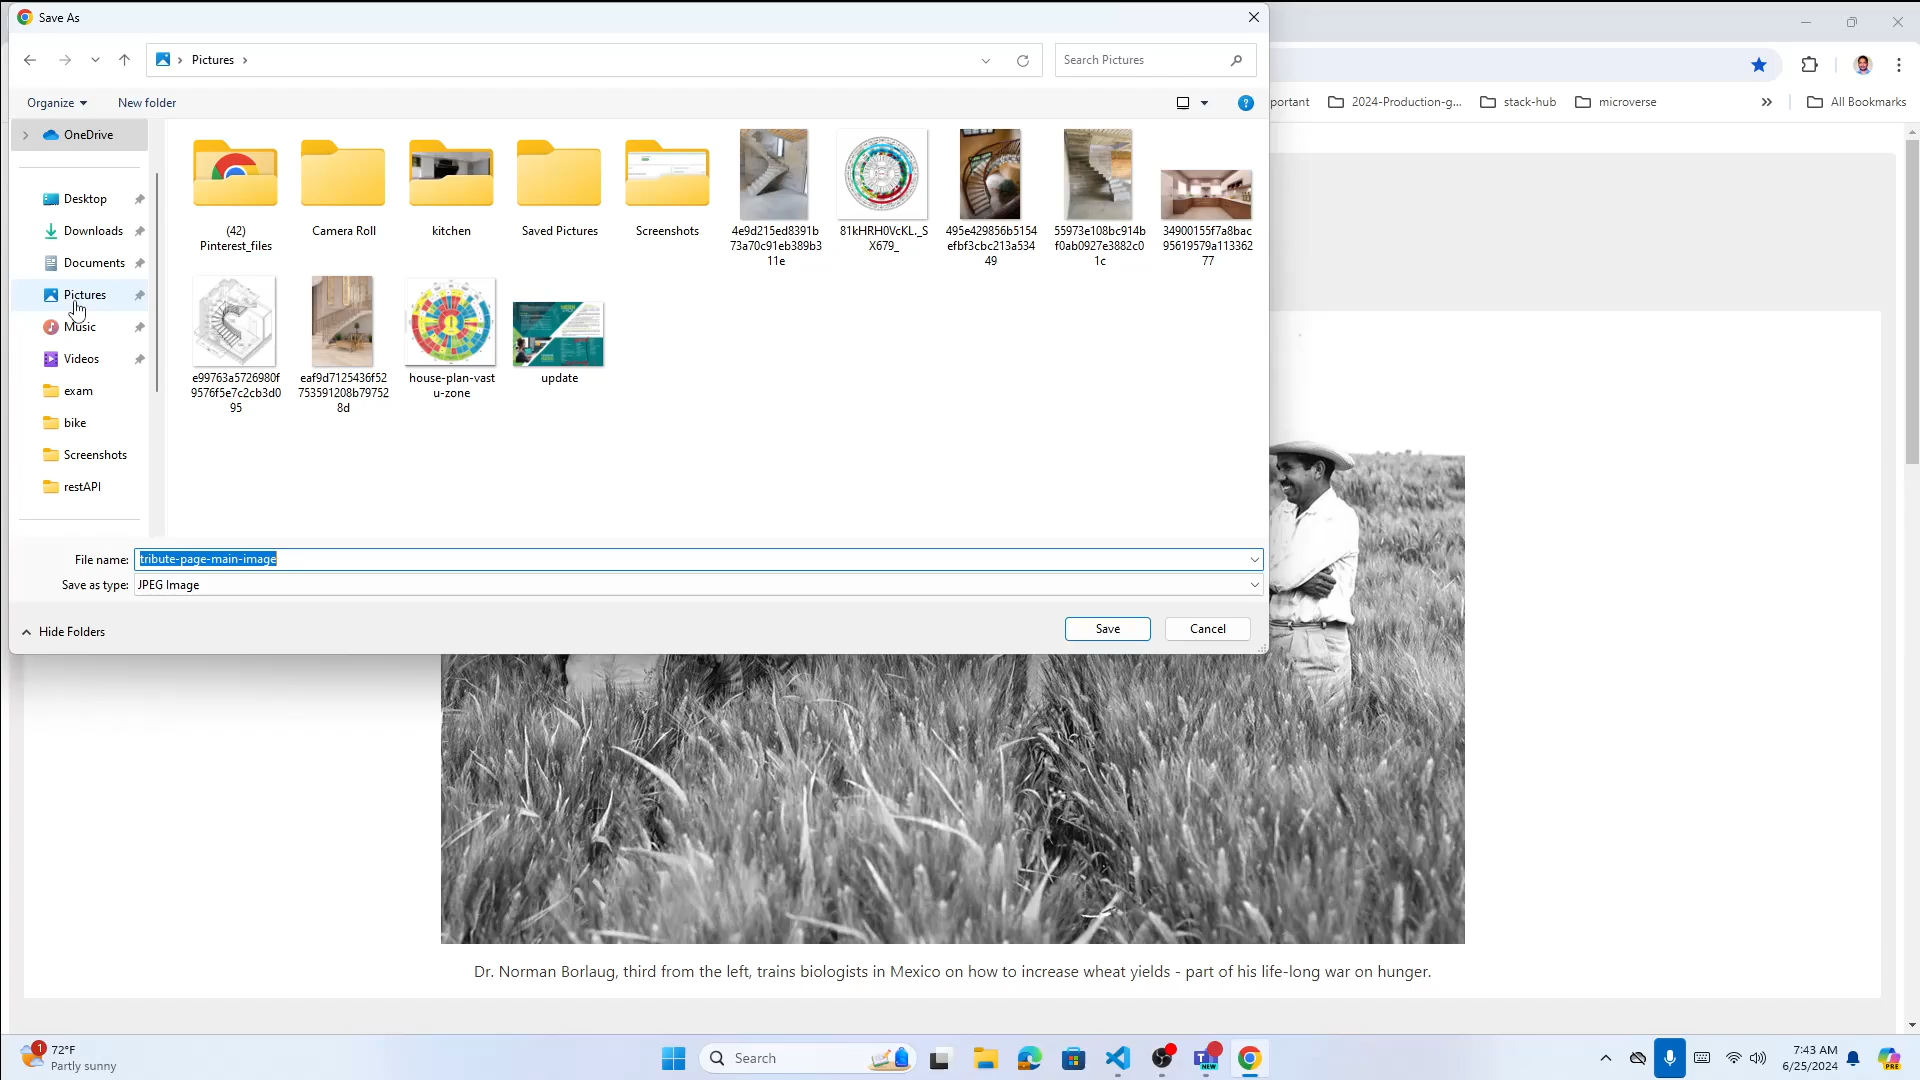 Save As
Pictures
Search Pictures
Organize
New folder
portant
2024-Production-g...
stack-hub
microverse
All Bookmarks
OneDrive
Desktop
Downloads
Documents
Pictures
Music
Videos
exam
bike
Screenshots
restAPI
(42)
Pinterest_files
Camera Roll
kitchen
Saved Pictures
Screenshots
4e9d215ed8391b
73a70c91eb389b3
11e
81kHRH0VcKL._S
X679_
495e429856b5154
efbf3cbc213a534
49
55973e108bc914b
f0ab0927e3882c0
1c
34900155f7a8bac
95619579a113362
77
e99763a5726980f
9576f5e7c2cb3d0
95
eaf9d7125436f52
753591208b79752
8d
house-plan-vast
u-zone
update
File name: tribute-page-main-image
Save as type: JPEG Image
Hide Folders
Save
Cancel
Dr. Norman Borlaug, third from the left, trains biologists in Mexico on how to increase wheat yields - part of his life-long war on hunger.
1
72°F
Partly sunny
Search
NEW
PRE
7:43 AM
6/25/2024